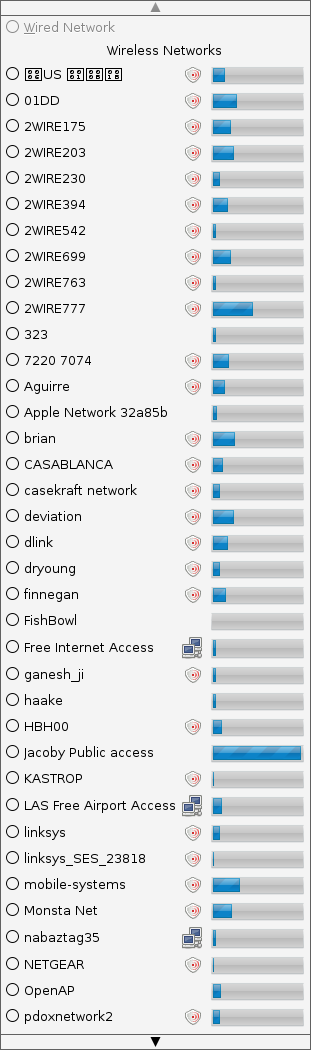 Wired Network
Wireless Networks
US
01DD
2WIRE175
2WIRE203
2WIRE230
2WIRE394
2WIRE542
2WIRE699
2WIRE763
2WIRE777
323
7220 7074
Aguirre
Apple Network 32a85b
brian
CASABLANCA
casekraft network
deviation
dlink
dryoung
finnegan
FishBowl
Free Internet Access
ganesh_ji
haake
HBH00
Jacoby Public access
KASTROP
LAS Free Airport Access
linksys
linksys_SES_23818
mobile-systems
Monsta Net
nabaztag35
NETGEAR
OpenAP
pdoxnetwork2